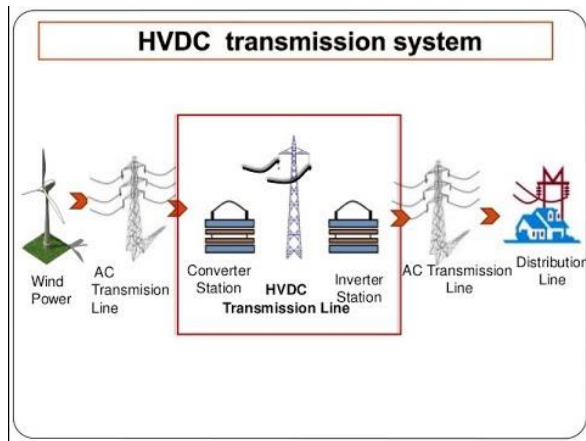 HVDC transmission system
Wind
Power
AC
Transmision
Line
Converter
Station
HVDC
Transmission Line
Inverter
Station
AC Transmission
Line
Distribution
Line